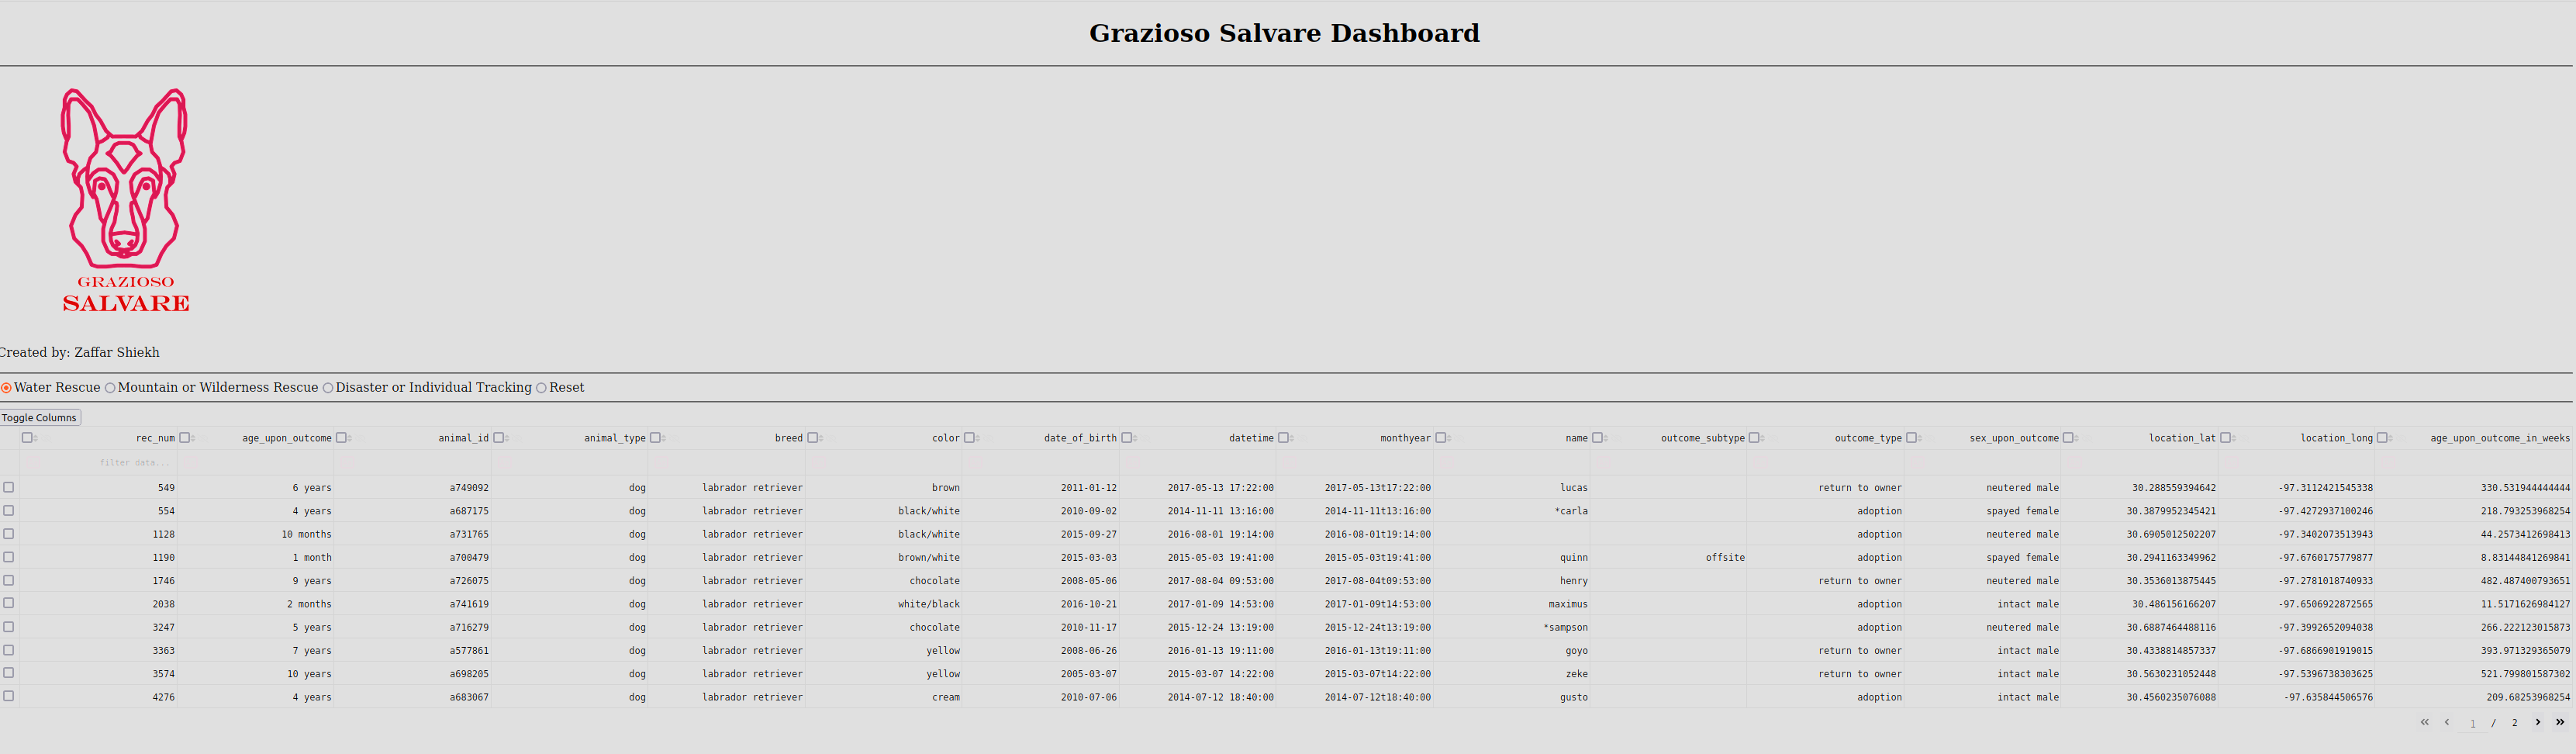 Grazioso Salvare Dashboard
GRAZIOSO
SALVARE
Created by: Zaffar Shiekh
Water Rescue Mountain or Wilderness Rescue Disaster or Individual Tracking Reset
Toggle Columns
rec_num age_upon_outcome animal_id animal_type breed color date_of_birth datetime monthyear name outcome_subtype outcome_type sex_upon_outcome location_lat location_long age_upon_outcome_in_weeks
filter data...
549 6 years a749092 dog labrador retriever brown 2011-01-12 2017-05-13 17:22:00 2017-05-13t17:22:00 lucas return to owner neutered male 30.288559394642 -97.3112421545338 330.531944444444
554 4 years a687175 dog labrador retriever black/white 2010-09-02 2014-11-11 13:16:00 2014-11-11t13:16:00 *carla adoption spayed female 30.3879952345421 -97.4272937100246 218.793253968254
1128 10 months a731765 dog labrador retriever black/white 2015-09-27 2016-08-01 19:14:00 2016-08-01t19:14:00 adoption neutered male 30.6905012502207 -97.3402073513943 44.2573412698413
1190 1 month a700479 dog labrador retriever brown/white 2015-03-03 2015-05-03 19:41:00 2015-05-03t19:41:00 quinn offsite adoption spayed female 30.2941163349962 -97.6760175779877 8.83144841269841
1746 9 years a726075 dog labrador retriever chocolate 2008-05-06 2017-08-04 09:53:00 2017-08-04t09:53:00 henry return to owner neutered male 30.3536013875445 -97.2781018740933 482.487400793651
2038 2 months a741619 dog labrador retriever white/black 2016-10-21 2017-01-09 14:53:00 2017-01-09t14:53:00 maximus adoption intact male 30.486156166207 -97.6506922872565 11.5171626984127
3247 5 years a716279 dog labrador retriever chocolate 2010-11-17 2015-12-24 13:19:00 2015-12-24t13:19:00 *sampson adoption neutered male 30.6887464488116 -97.3992652094038 266.222123015873
3363 7 years a577861 dog labrador retriever yellow 2008-06-26 2016-01-13 19:11:00 2016-01-13t19:11:00 goyo return to owner intact male 30.4338814857337 -97.6866901919015 393.971329365079
3574 10 years a698205 dog labrador retriever yellow 2005-03-07 2015-03-07 14:22:00 2015-03-07t14:22:00 zeke return to owner intact male 30.5630231052448 -97.5396738303625 521.799801587302
4276 4 years a683067 dog labrador retriever cream 2010-07-06 2014-07-12 18:40:00 2014-07-12t18:40:00 gusto adoption intact male 30.4560235076088 -97.635844506576 209.68253968254
1 / 2